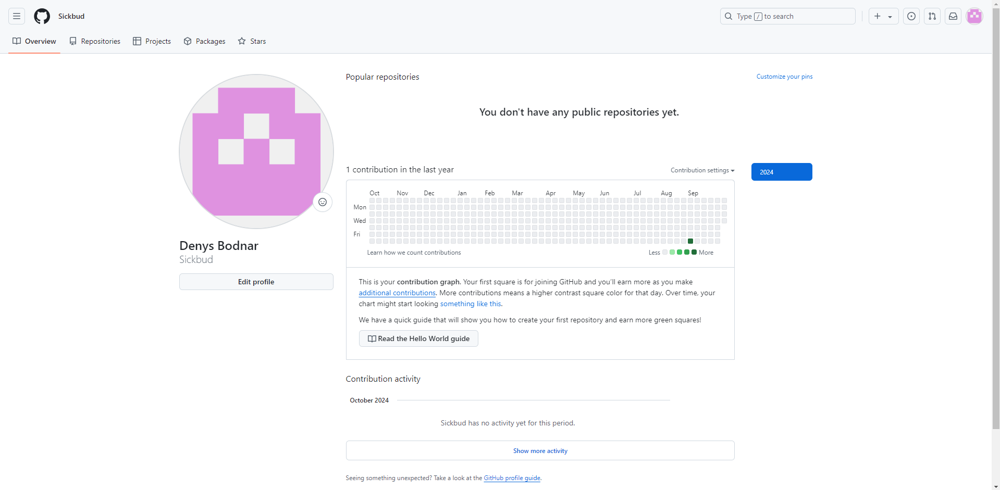 Sickbud
Type / to search
Overview
Repositories
Projects
Packages
Stars
Popular repositories
Customize your pins
You don't have any public repositories yet.
1 contribution in the last year
Contribution settings
2024
Oct Nov Dec Jan Feb Mar Apr May Jun Jul Aug Sep
Mon
Wed
Fri
Learn how we count contributions
Less More
Denys Bodnar
Sickbud
Edit profile
This is your contribution graph. Your first square is for joining GitHub and you'll earn more as you make
additional contributions. More contributions means a higher contrast square color for that day. Over time, your
chart might start looking something like this.
We have a quick guide that will show you how to create your first repository and earn more green squares!
Read the Hello World guide
Contribution activity
October 2024
Sickbud has no activity yet for this period.
Show more activity
Seeing something unexpected? Take a look at the GitHub profile guide.